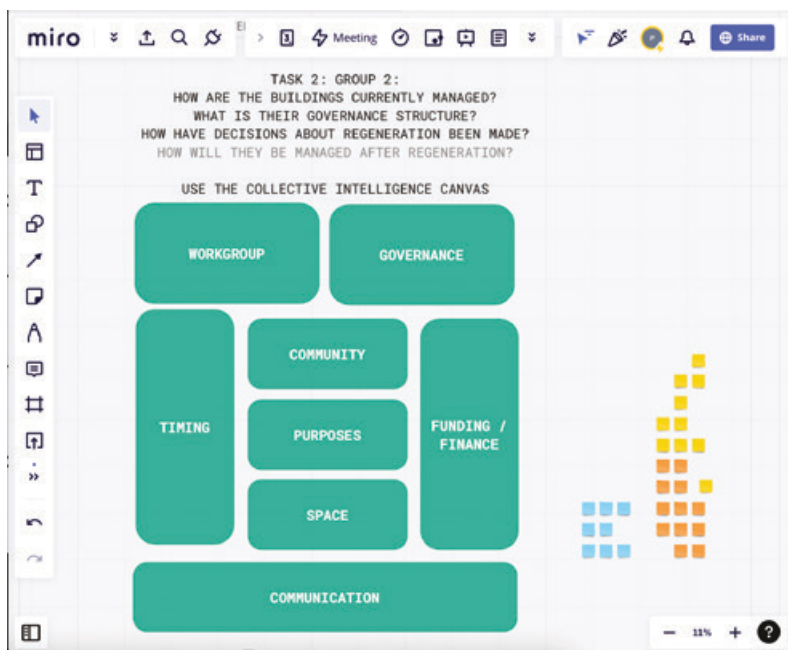 miro
3
Meeting
Share
TASK 2: GROUP 2:
HOW ARE THE BUILDINGS CURRENTLY MANAGED?
WHAT IS THEIR GOVERNANCE STRUCTURE?
HOW HAVE DECISIONS ABOUT REGENERATION BEEN MADE?
HOW WILL THEY BE MANAGED AFTER REGENERATION?
USE THE COLLECTIVE INTELLIGENCE CANVAS
WORKGROUP
GOVERNANCE
TIMING
COMMUNITY
PURPOSES
SPACE
FUNDING /
FINANCE
COMMUNICATION
11%
?